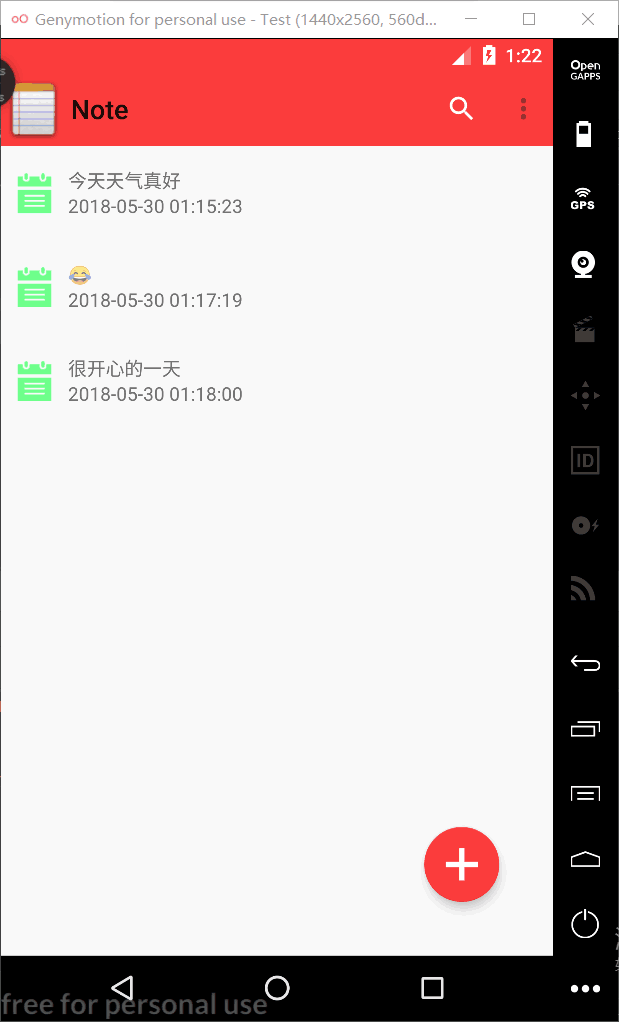 Genymotion for personal use - Test (1440x2560, 560d...
1:22
Open
GAPPS
Note
今天天气真好
2018-05-30 01:15:23
GPS
😂
2018-05-30 01:17:19
很开心的一天
2018-05-30 01:18:00
ID
free for personal use